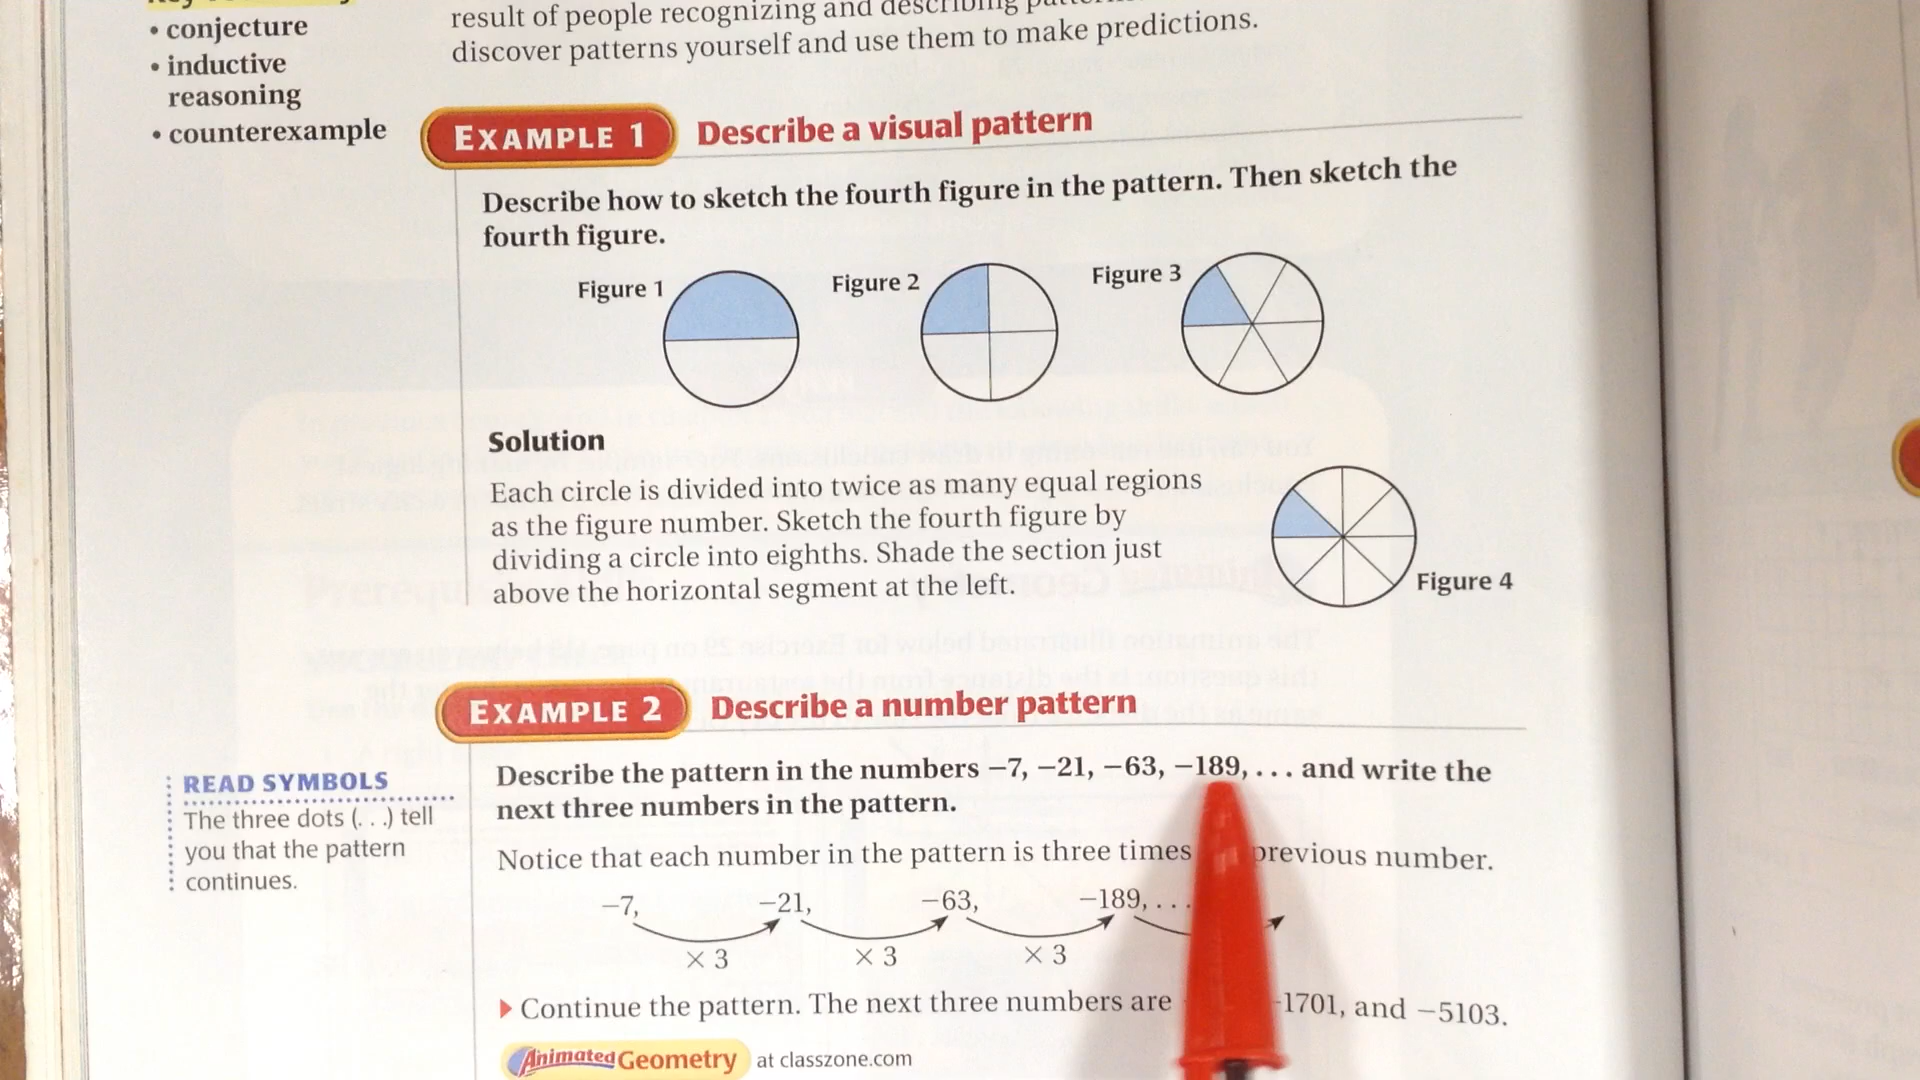 • conjecture
• inductive
reasoning
• counterexample
result of people recognizing and describing
discover patterns yourself and use them to make predictions.
EXAMPLE 1 Describe a visual pattern
Describe how to sketch the fourth figure in the pattern. Then sketch the
fourth figure.
Figure 1
Figure 2
Figure 3
Solution
Each circle is divided into twice as many equal regions
as the figure number. Sketch the fourth figure by
dividing a circle into eighths. Shade the section just
above the horizontal segment at the left.
Figure 4
EXAMPLE 2 Describe a number pattern
READ SYMBOLS
The three dots (. . .) tell
you that the pattern
continues.
Describe the pattern in the numbers −7, −21, −63, −189, . . . and write the
next three numbers in the pattern.
Notice that each number in the pattern is three times previous number.
−7, −21, −63, −189, . . .
× 3 × 3 × 3
▶ Continue the pattern. The next three numbers are −1701, and −5103.
Animated Geometry at classzone.com